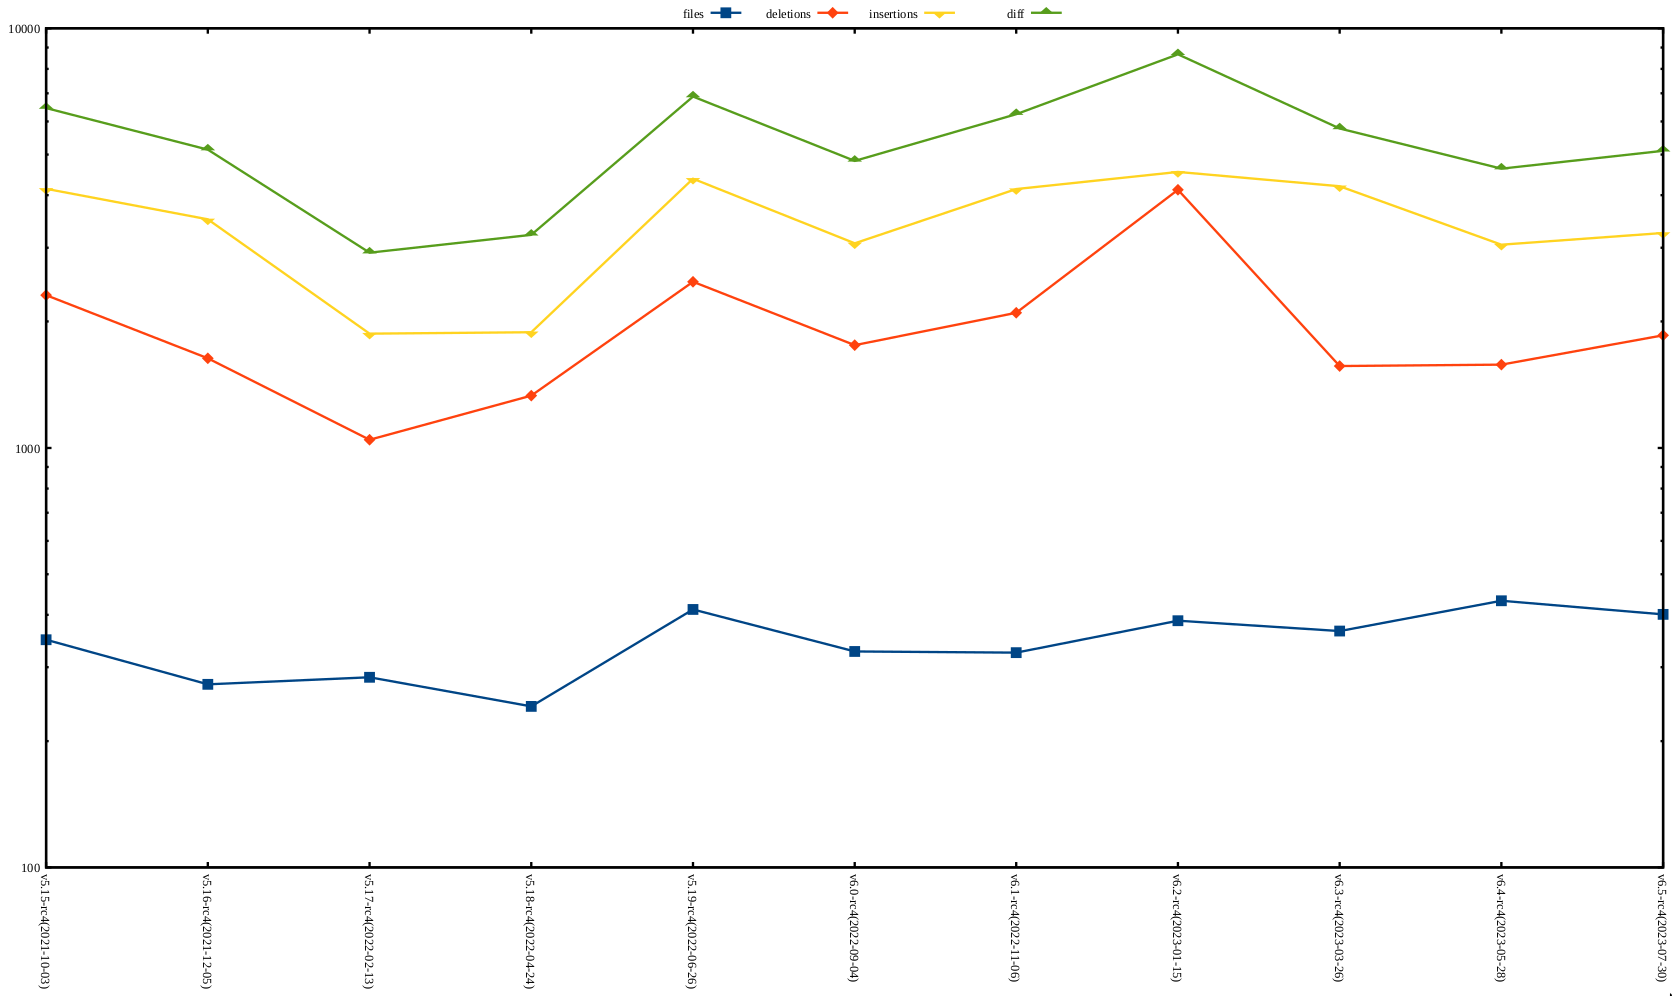 files deletions insertions diff
10000
1000
100
v5.15-rc4(2021-10-03)
v5.16-rc4(2021-12-05)
v5.17-rc4(2022-02-13)
v5.18-rc4(2022-04-24)
v5.19-rc4(2022-06-26)
v6.0-rc4(2022-09-04)
v6.1-rc4(2022-11-06)
v6.2-rc4(2023-01-15)
v6.3-rc4(2023-03-26)
v6.4-rc4(2023-05-28)
v6.5-rc4(2023-07-30)